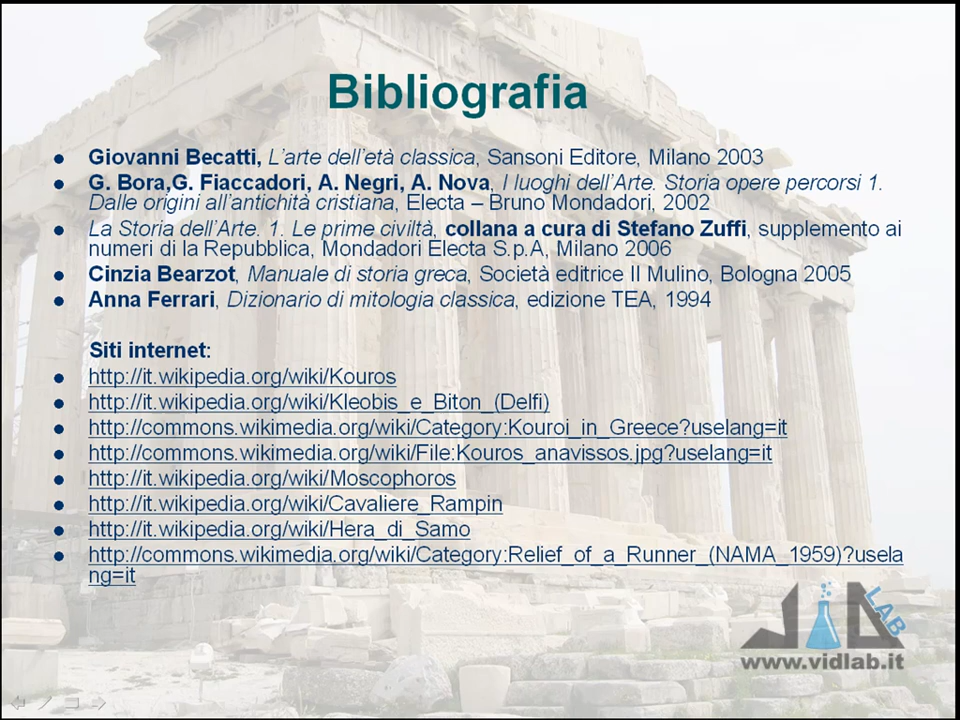 Bibliografia
Giovanni Becatti, L'arte dell'età classica, Sansoni Editore, Milano 2003
G. Bora,G. Fiaccadori, A. Negri, A. Nova, I luoghi dell'Arte. Storia opere percorsi 1.
Dalle origini all'antichità cristiana, Electa – Bruno Mondadori, 2002
La Storia dell'Arte. 1. Le prime civiltà, collana a cura di Stefano Zuffi, supplemento ai
numeri di la Repubblica, Mondadori Electa S.p.A, Milano 2006
Cinzia Bearzot, Manuale di storia greca, Società editrice Il Mulino, Bologna 2005
Anna Ferrari, Dizionario di mitologia classica, edizione TEA, 1994
Siti internet:
http://it.wikipedia.org/wiki/Kouros
http://it.wikipedia.org/wiki/Kleobis_e_Biton_(Delfi)
http://commons.wikimedia.org/wiki/Category:Kouroi_in_Greece?uselang=it
http://commons.wikimedia.org/wiki/File:Kouros_anavissos.jpg?uselang=it
http://it.wikipedia.org/wiki/Moscophoros
http://it.wikipedia.org/wiki/Cavaliere_Rampin
http://it.wikipedia.org/wiki/Hera_di_Samo
http://commons.wikimedia.org/wiki/Category:Relief_of_a_Runner_(NAMA_1959)?usela
ng=it
LAB
www.vidlab.it